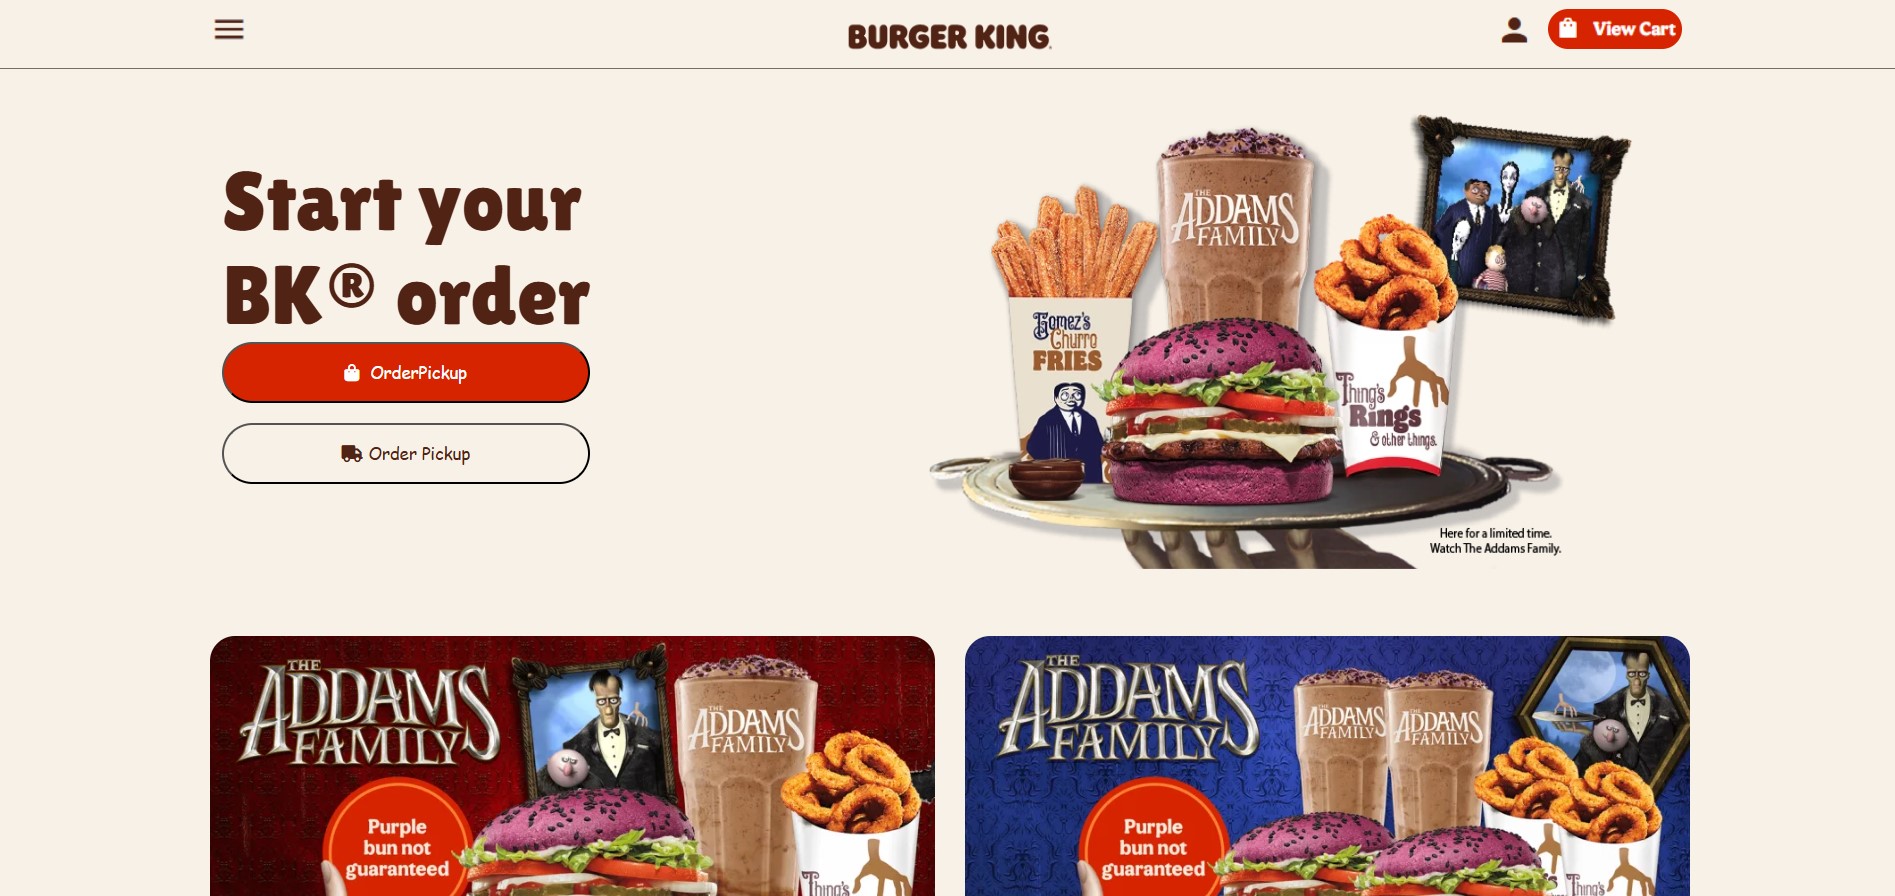 BURGER KING
View Cart
Start your
BK® order
OrderPickup
Order Pickup
THE
ADDAMS
FAMILY
Gomez's
Churro
FRIES
Thing's
Rings
& other things.
Here for a limited time.
Watch The Addams Family.
THE
ADDAMS
FAMILY
THE
ADDAMS
FAMILY
Purple
bun not
guaranteed
Thing's
THE
ADDAMS
FAMILY
THE
ADDAMS
FAMILY
THE
ADDAMS
FAMILY
Purple
bun not
guaranteed
Thing's